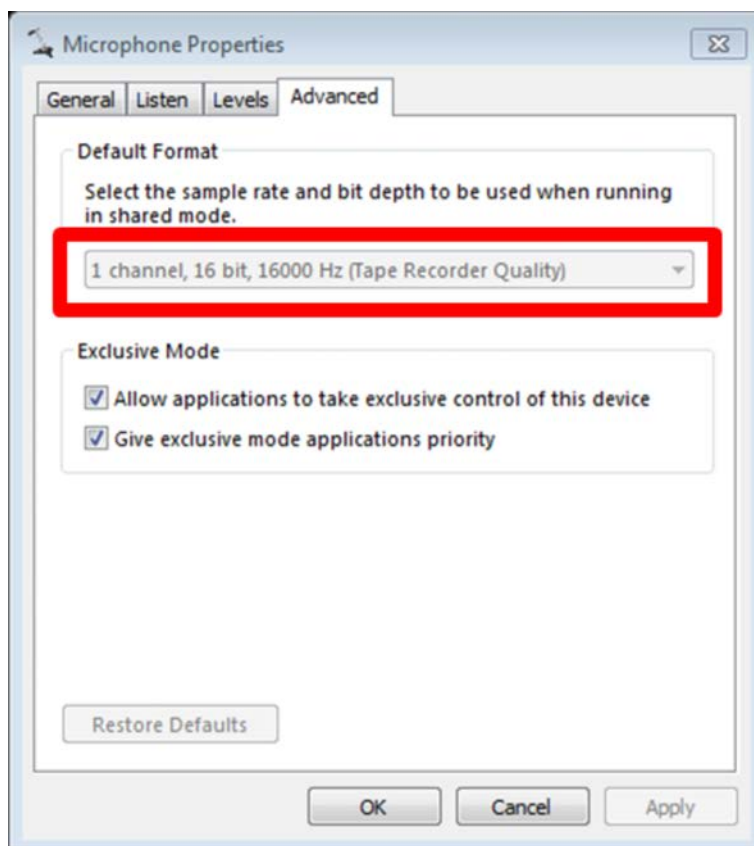 Microphone Properties
General Listen Levels Advanced
Default Format
Select the sample rate and bit depth to be used when running
in shared mode.
1 channel, 16 bit, 16000 Hz (Tape Recorder Quality)
Exclusive Mode
Allow applications to take exclusive control of this device
Give exclusive mode applications priority
Restore Defaults
OK Cancel Apply